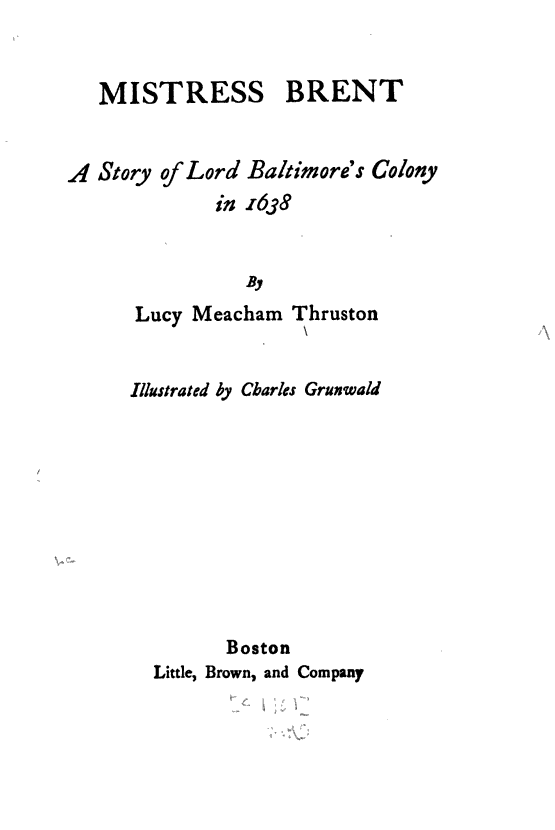 MISTRESS BRENT
A Story of Lord Baltimore's Colony
in 1638
By
Lucy Meacham Thruston
Illustrated by Charles Grunwald
Boston
Little, Brown, and Company